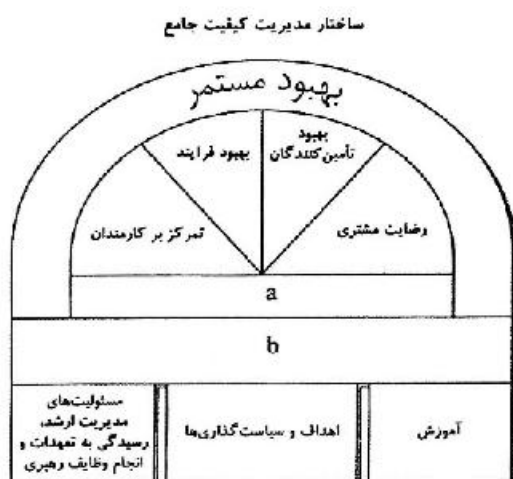 ساختار مدیریت کیفیت جامع
بهبود مستمر
بهبود
تأمین‌کنندگان
بهبود فرایند
رضایت مشتری
تمرکز بر کارمندان
a
b
آموزش
اهداف و سیاست‌گذاری‌ها
مسئولیت‌های
مدیریت ارشد،
رسیدگی به تعهدات و
انجام وظایف رهبری